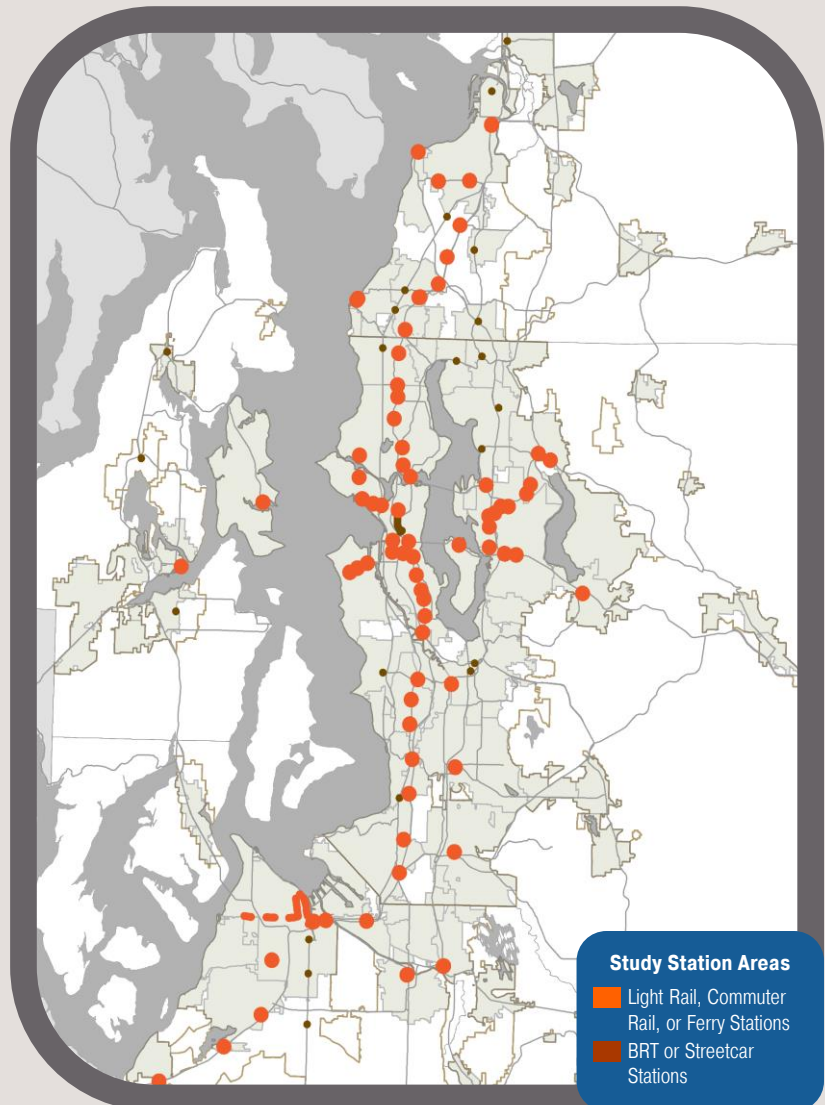 Study Station Areas
Light Rail, Commuter
Rail, or Ferry Stations
BRT or Streetcar
Stations